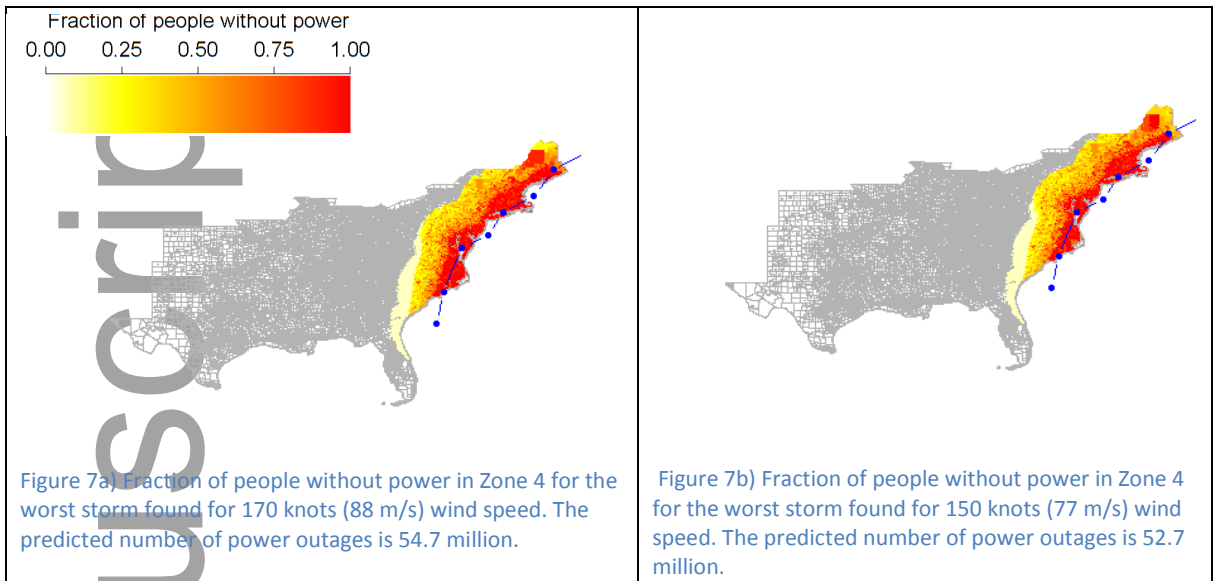 Fraction of people without power
0.00 0.25 0.50 0.75 1.00
uscrip
Figure 7a) Fraction of people without power in Zone 4 for the
worst storm found for 170 knots (88 m/s) wind speed. The
predicted number of power outages is 54.7 million.
Figure 7b) Fraction of people without power in Zone 4
for the worst storm found for 150 knots (77 m/s) wind
speed. The predicted number of power outages is 52.7
million.